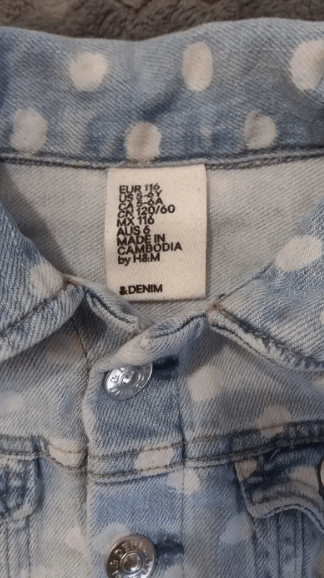 EUR 116
US 5-6Y
CA 5-6A
CN 120/60
MX 116
AUS 6
MADE IN
CAMBODIA
by H&M
& DENIM